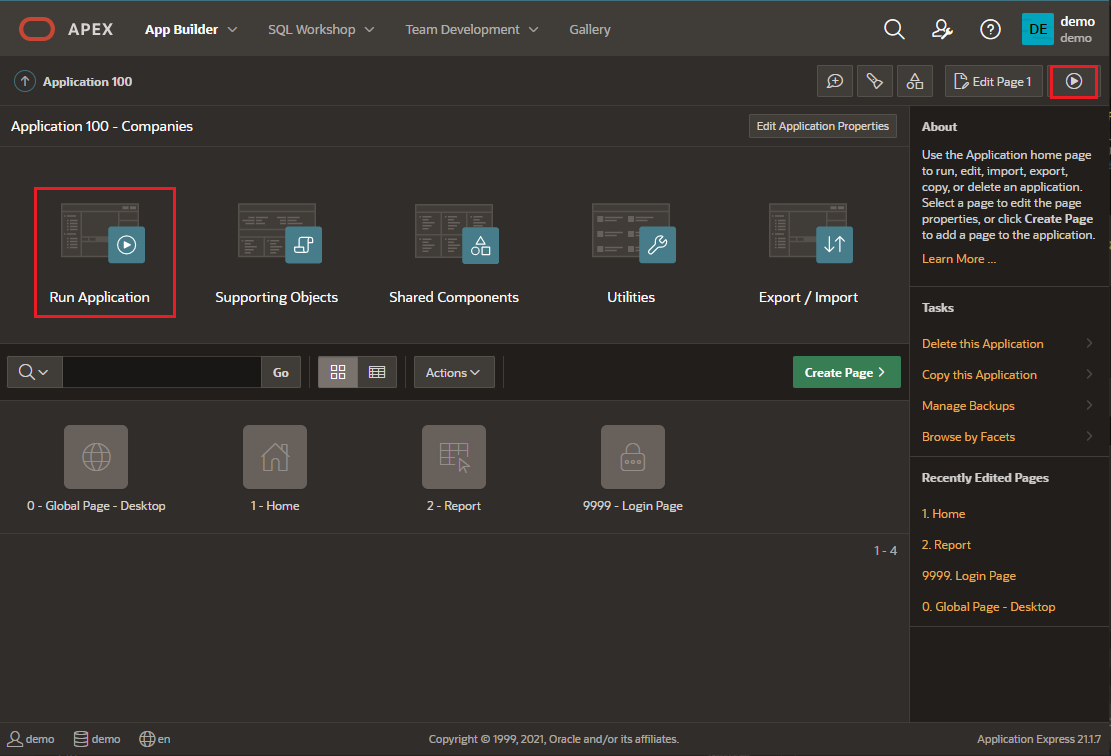 APEX App Builder SQL Workshop Team Development Gallery DE demo
demo
Application 100 Edit Page 1
Application 100 - Companies Edit Application Properties
Run Application Supporting Objects Shared Components Utilities Export / Import
Go Actions Create Page
0 - Global Page - Desktop 1 - Home 2 - Report 9999 - Login Page
1 - 4
About
Use the Application home page
to run, edit, import, export,
copy, or delete an application.
Select a page to edit the page
properties, or click Create Page
to add a page to the application.
Learn More ...
Tasks
Delete this Application
Copy this Application
Manage Backups
Browse by Facets
Recently Edited Pages
1. Home
2. Report
9999. Login Page
0. Global Page - Desktop
demo demo en Copyright © 1999, 2021, Oracle and/or its affiliates. Application Express 21.1.7